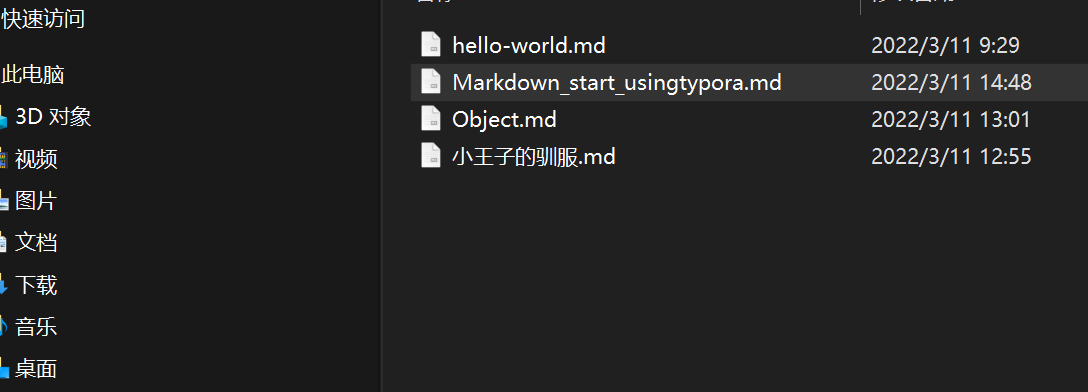 快速访问
此电脑
3D 对象
视频
图片
文档
下载
音乐
桌面
hello-world.md 2022/3/11 9:29
Markdown_start_usingtypora.md 2022/3/11 14:48
Object.md 2022/3/11 13:01
小王子的驯服.md 2022/3/11 12:55